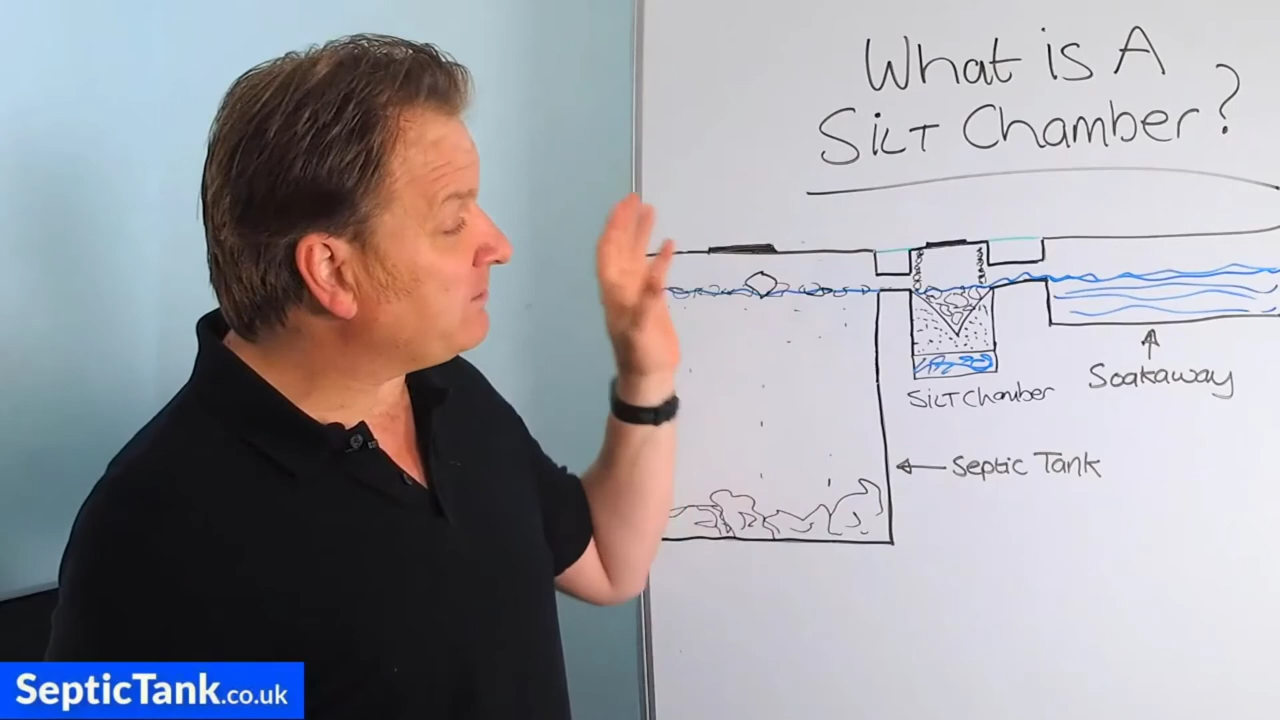 What is A
SiLT Chamber?
SiLT Chamber
Soakaway
Septic Tank
SepticTank.co.uk